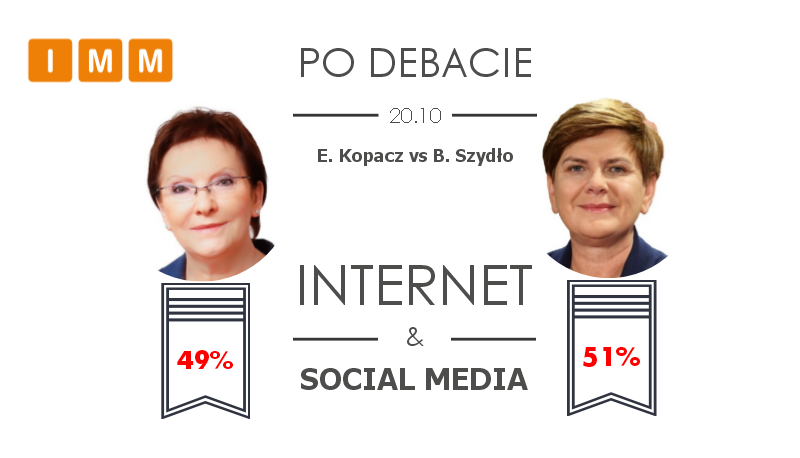 IMM
PO DEBACIE
20.10
E. Kopacz vs B. Szydło
INTERNET
&
SOCIAL MEDIA
49%
51%